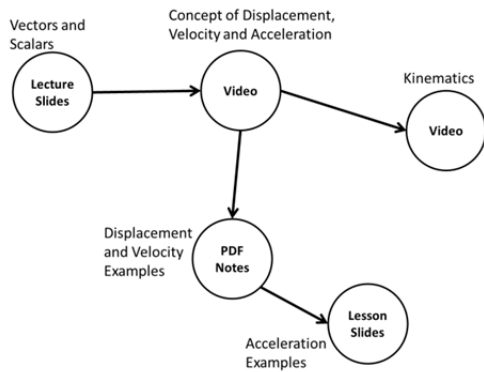 Concept of Displacement,
Velocity and Acceleration
Vectors and
Scalars
Lecture
Slides
Video
Kinematics
Video
Displacement
and Velocity
Examples
PDF
Notes
Lesson
Slides
Acceleration
Examples